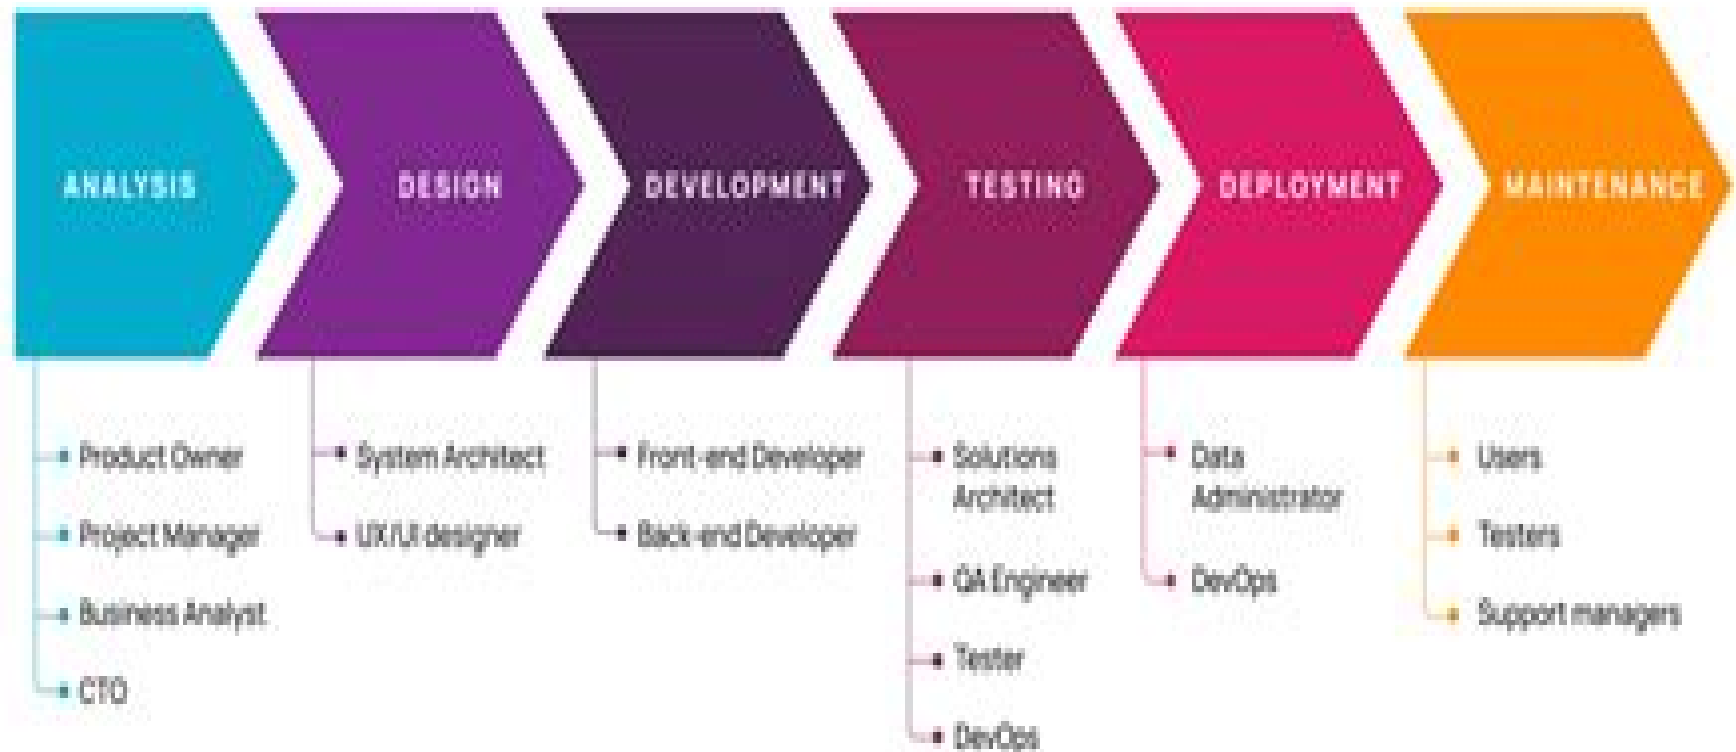 ANALYSIS
DESIGN
DEVELOPMENT
TESTING
DEPLOYMENT
MAINTENANCE
Product Owner
Project Manager
Business Analyst
CTO
System Architect
UX/UI designer
Front-end Developer
Back-end Developer
Solutions
Architect
QA Engineer
Tester
DevOps
Data
Administrator
DevOps
Users
Testers
Support managers